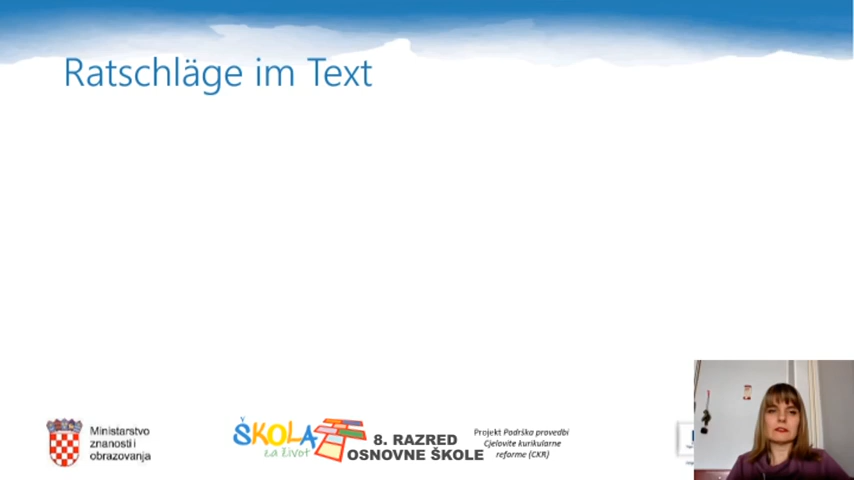 Ratschläge im Text
Ministarstvo
znanosti i
obrazovanja
ŠKOLA
za život
8. RAZRED
OSNOVNE ŠKOLE
Projekt Podrška provedbi
Cjelovite kurikularne
reforme (CKR)